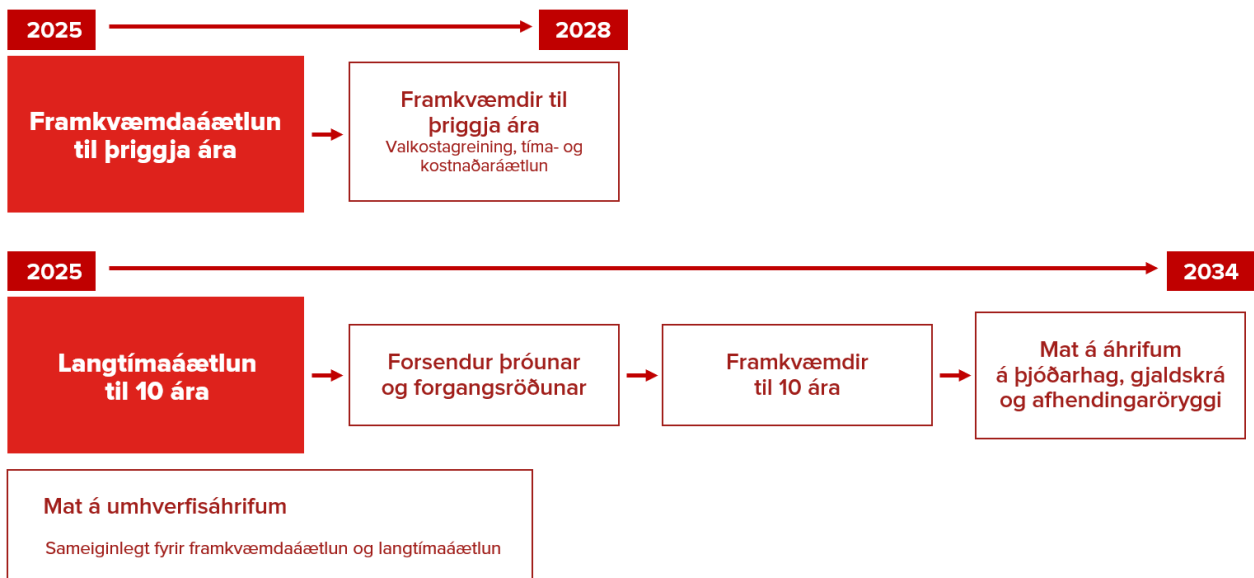 2025
2028
Framkvæmdaáætlun
til þriggja ára
Framkvæmdir til
þriggja ára
Valkostagreining, tíma- og
kostnaðaráætlun
2025
2034
Langtímaáætlun
til 10 ára
Forsendur þróunar
og forgangsröðunar
Framkvæmdir
til 10 ára
Mat á áhrifum
á þjóðarhag, gjaldskrá
og afhendingaröryggi
Mat á umhverfisáhrifum
Sameiginlegt fyrir framkvæmdaáætlun og langtímaáætlun